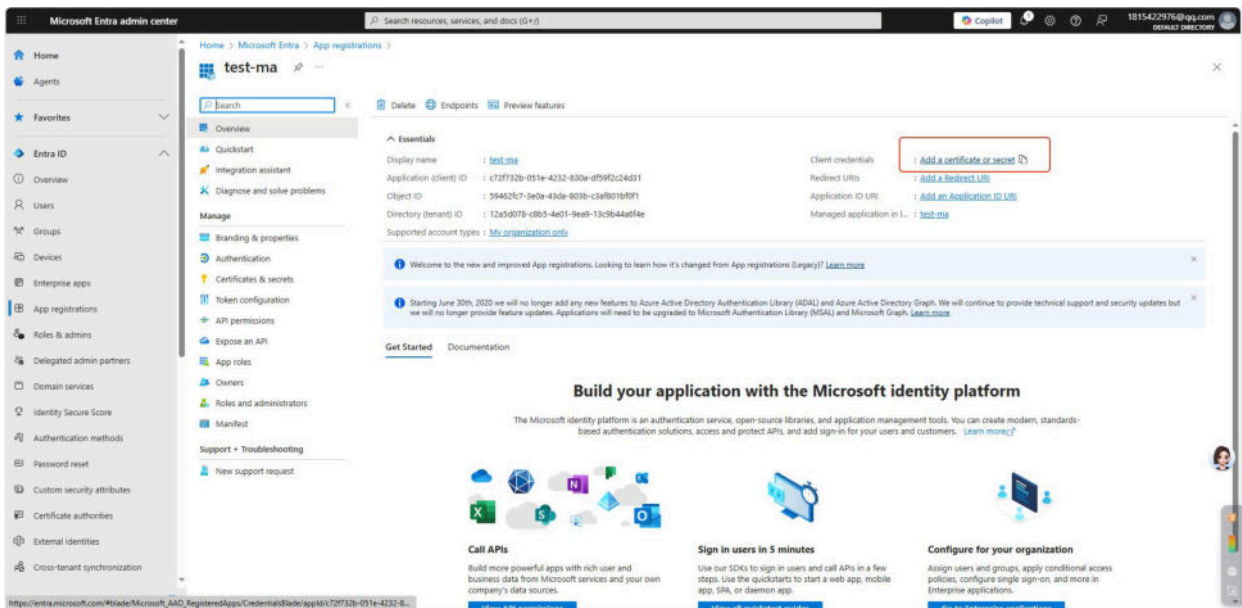 Microsoft Entra admin center
Search resources, services, and docs (G+/)
Copilot
1
1815422976@qq.com
DEFAULT DIRECTORY
Home
Agents
Favorites
Entra ID
Overview
Users
Groups
Devices
Enterprise apps
App registrations
Roles & admins
Delegated admin partners
Domain services
Identity Secure Score
Authentication methods
Password reset
Custom security attributes
Certificate authorities
External Identities
Cross-tenant synchronization
Home > Microsoft Entra > App registrations >
test-ma
Search
Overview
Quickstart
Integration assistant
Diagnose and solve problems
Manage
Branding & properties
Authentication
Certificates & secrets
Token configuration
API permissions
Expose an API
App roles
Owners
Roles and administrators
Manifest
Support + Troubleshooting
New support request
Delete Endpoints Preview features
Essentials
Display name : test-ma
Application (client) ID : c72f732b-051e-4232-830a-df59f2c24d31
Object ID : 59462fc7-3e0a-43da-803b-c3af801bf0f1
Directory (tenant) ID : 12a5d078-c8b5-4e01-9ea9-13c9b44a6f4e
Supported account types : My organization only
Client credentials : Add a certificate or secret
Redirect URIs : Add a Redirect URI
Application ID URI : Add an Application ID URI
Managed application in l... : test-ma
Welcome to the new and improved App registrations. Looking to learn how it's changed from App registrations (Legacy)? Learn more
Starting June 30th, 2020 we will no longer add any new features to Azure Active Directory Authentication Library (ADAL) and Azure Active Directory Graph. We will continue to provide technical support and security updates but
we will no longer provide feature updates. Applications will need to be upgraded to Microsoft Authentication Library (MSAL) and Microsoft Graph. Learn more
Get Started Documentation
Build your application with the Microsoft identity platform
The Microsoft identity platform is an authentication service, open-source libraries, and application management tools. You can create modern, standards-
based authentication solutions, access and protect APIs, and add sign-in for your users and customers. Learn more
Call APIs
Build more powerful apps with rich user and
business data from Microsoft services and your own
company's data sources.
View API permissions
Sign in users in 5 minutes
Use our SDKs to sign in users and call APIs in a few
steps. Use the quickstarts to start a web app, mobile
app, SPA, or daemon app.
View all quickstart guides
Configure for your organization
Assign users and groups, apply conditional access
policies, configure single sign-on, and more in
Enterprise applications.
Go to Enterprise applications
https://entra.microsoft.com/#blade/Microsoft_AAD_RegisteredApps/CredentialsBlade/appId/c72f732b-051e-4232-8...